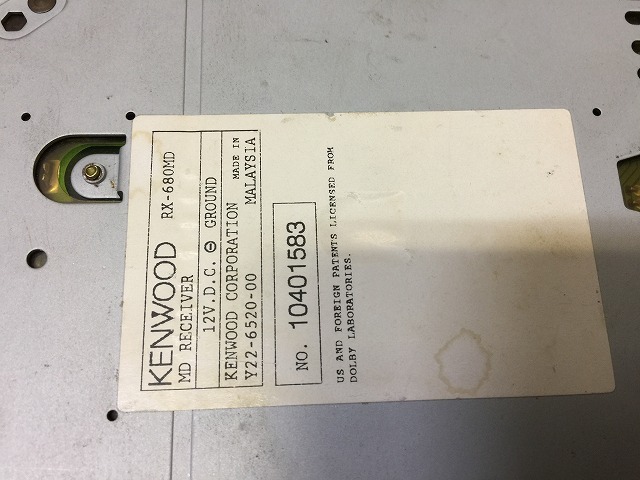 KENWOOD RX-680MD
MD RECEIVER
12V.D.C. ⊖ GROUND
KENWOOD CORPORATION MADE IN
Y22-6520-00 MALAYSIA
NO. 10401583
US AND FOREIGN PATENTS LICENSED FROM
DOLBY LABORATORIES.